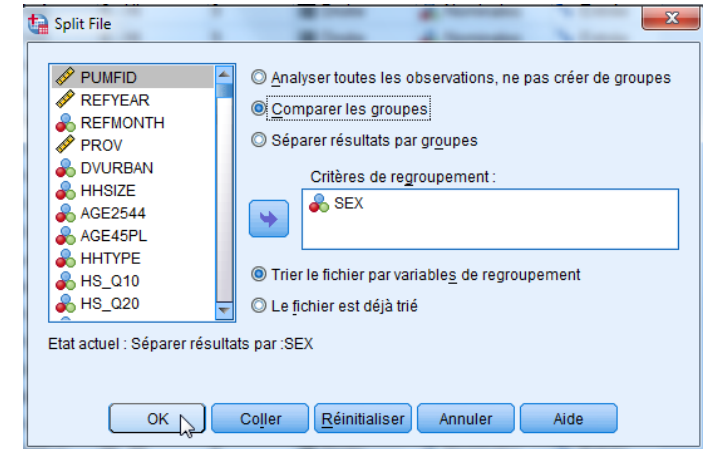 Split File
PUMFID
REFYEAR
REFMONTH
PROV
DVURBAN
HHSIZE
AGE2544
AGE45PL
HHTYPE
HS_Q10
HS_Q20
Analyser toutes les observations, ne pas créer de groupes
Comparer les groupes
Séparer résultats par groupes
Critères de regroupement :
SEX
Trier le fichier par variables de regroupement
Le fichier est déjà trié
Etat actuel : Séparer résultats par :SEX
OK Coller Réinitialiser Annuler Aide